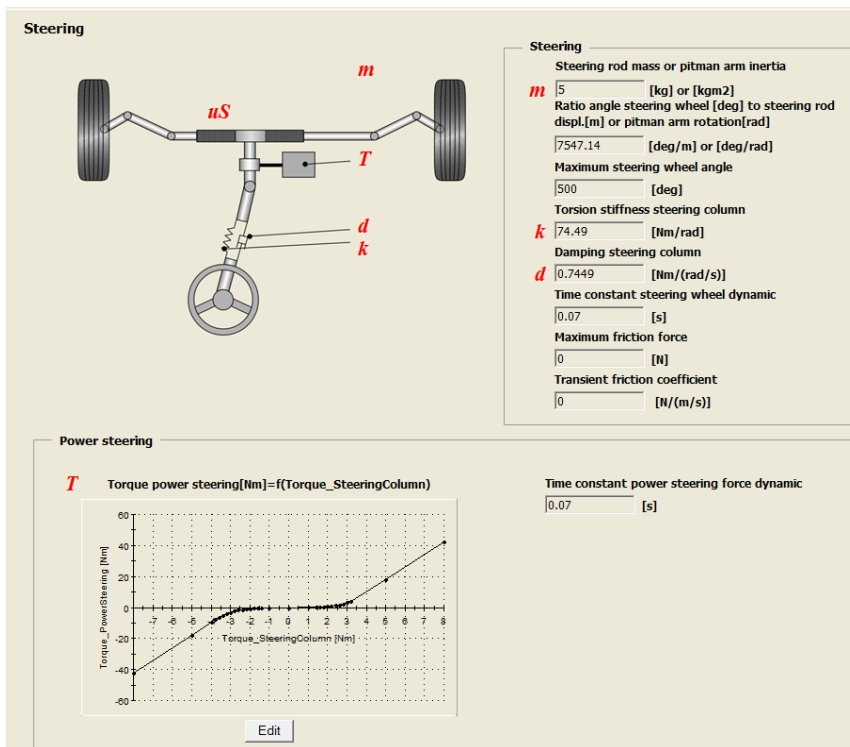 Steering
m
uS
T
d
k
Steering
Steering rod mass or pitman arm inertia
m 5 [kg] or [kgm2]
Ratio angle steering wheel [deg] to steering rod
displ.[m] or pitman arm rotation[rad]
7547.14 [deg/m] or [deg/rad]
Maximum steering wheel angle
500 [deg]
Torsion stiffness steering column
k 74.49 [Nm/rad]
Damping steering column
d 0.7449 [Nm/(rad/s)]
Time constant steering wheel dynamic
0.07 [s]
Maximum friction force
0 [N]
Transient friction coefficient
0 [N/(m/s)]
Power steering
T Torque power steering[Nm]=f(Torque_SteeringColumn)
Torque_PowerSteering [Nm]
60
40
20
0
-20
-40
-60
-7 -6 -5 -4 -3 -2 -1 0 1 2 3 4 5 6 7 8
Torque_SteeringColumn [Nm]
Edit
Time constant power steering force dynamic
0.07 [s]